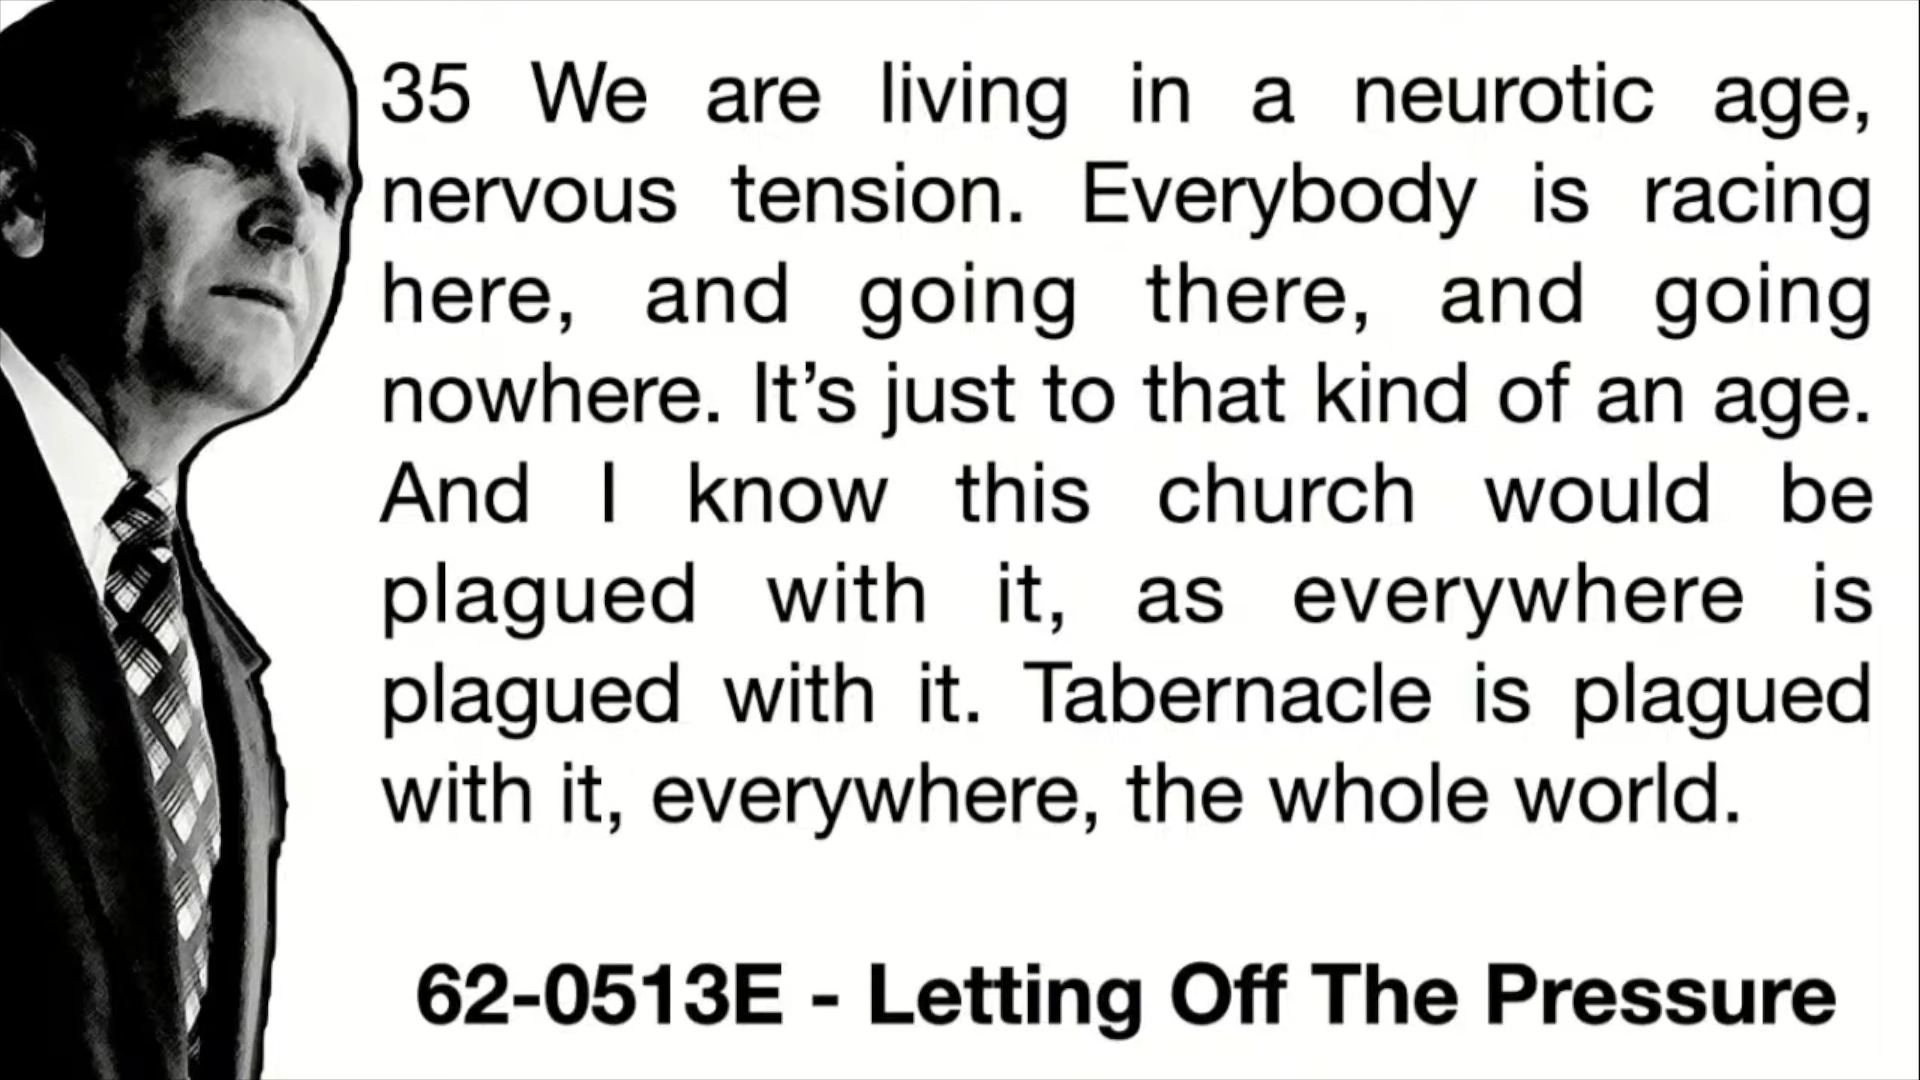 35 We are living in a neurotic age,
nervous tension. Everybody is racing
here, and going there, and going
nowhere. It’s just to that kind of an age.
And I know this church would be
plagued with it, as everywhere is
plagued with it. Tabernacle is plagued
with it, everywhere, the whole world.
62-0513E - Letting Off The Pressure